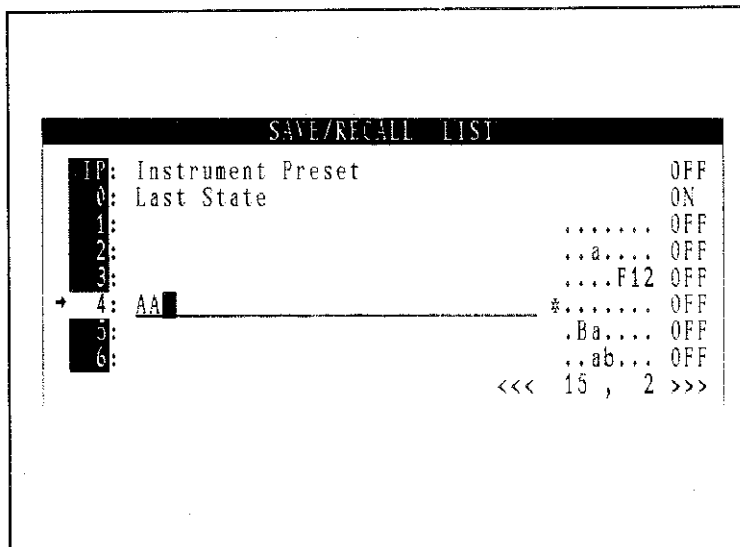 SAVE/RECALL LIST
IP: Instrument Preset OFF
0: Last State ON
1: ....... OFF
2: ..a.... OFF
3: ....F12 OFF
→ 4: AA *....... OFF
5: .Ba.... OFF
6: ..ab... OFF
<<< 15 , 2 >>>